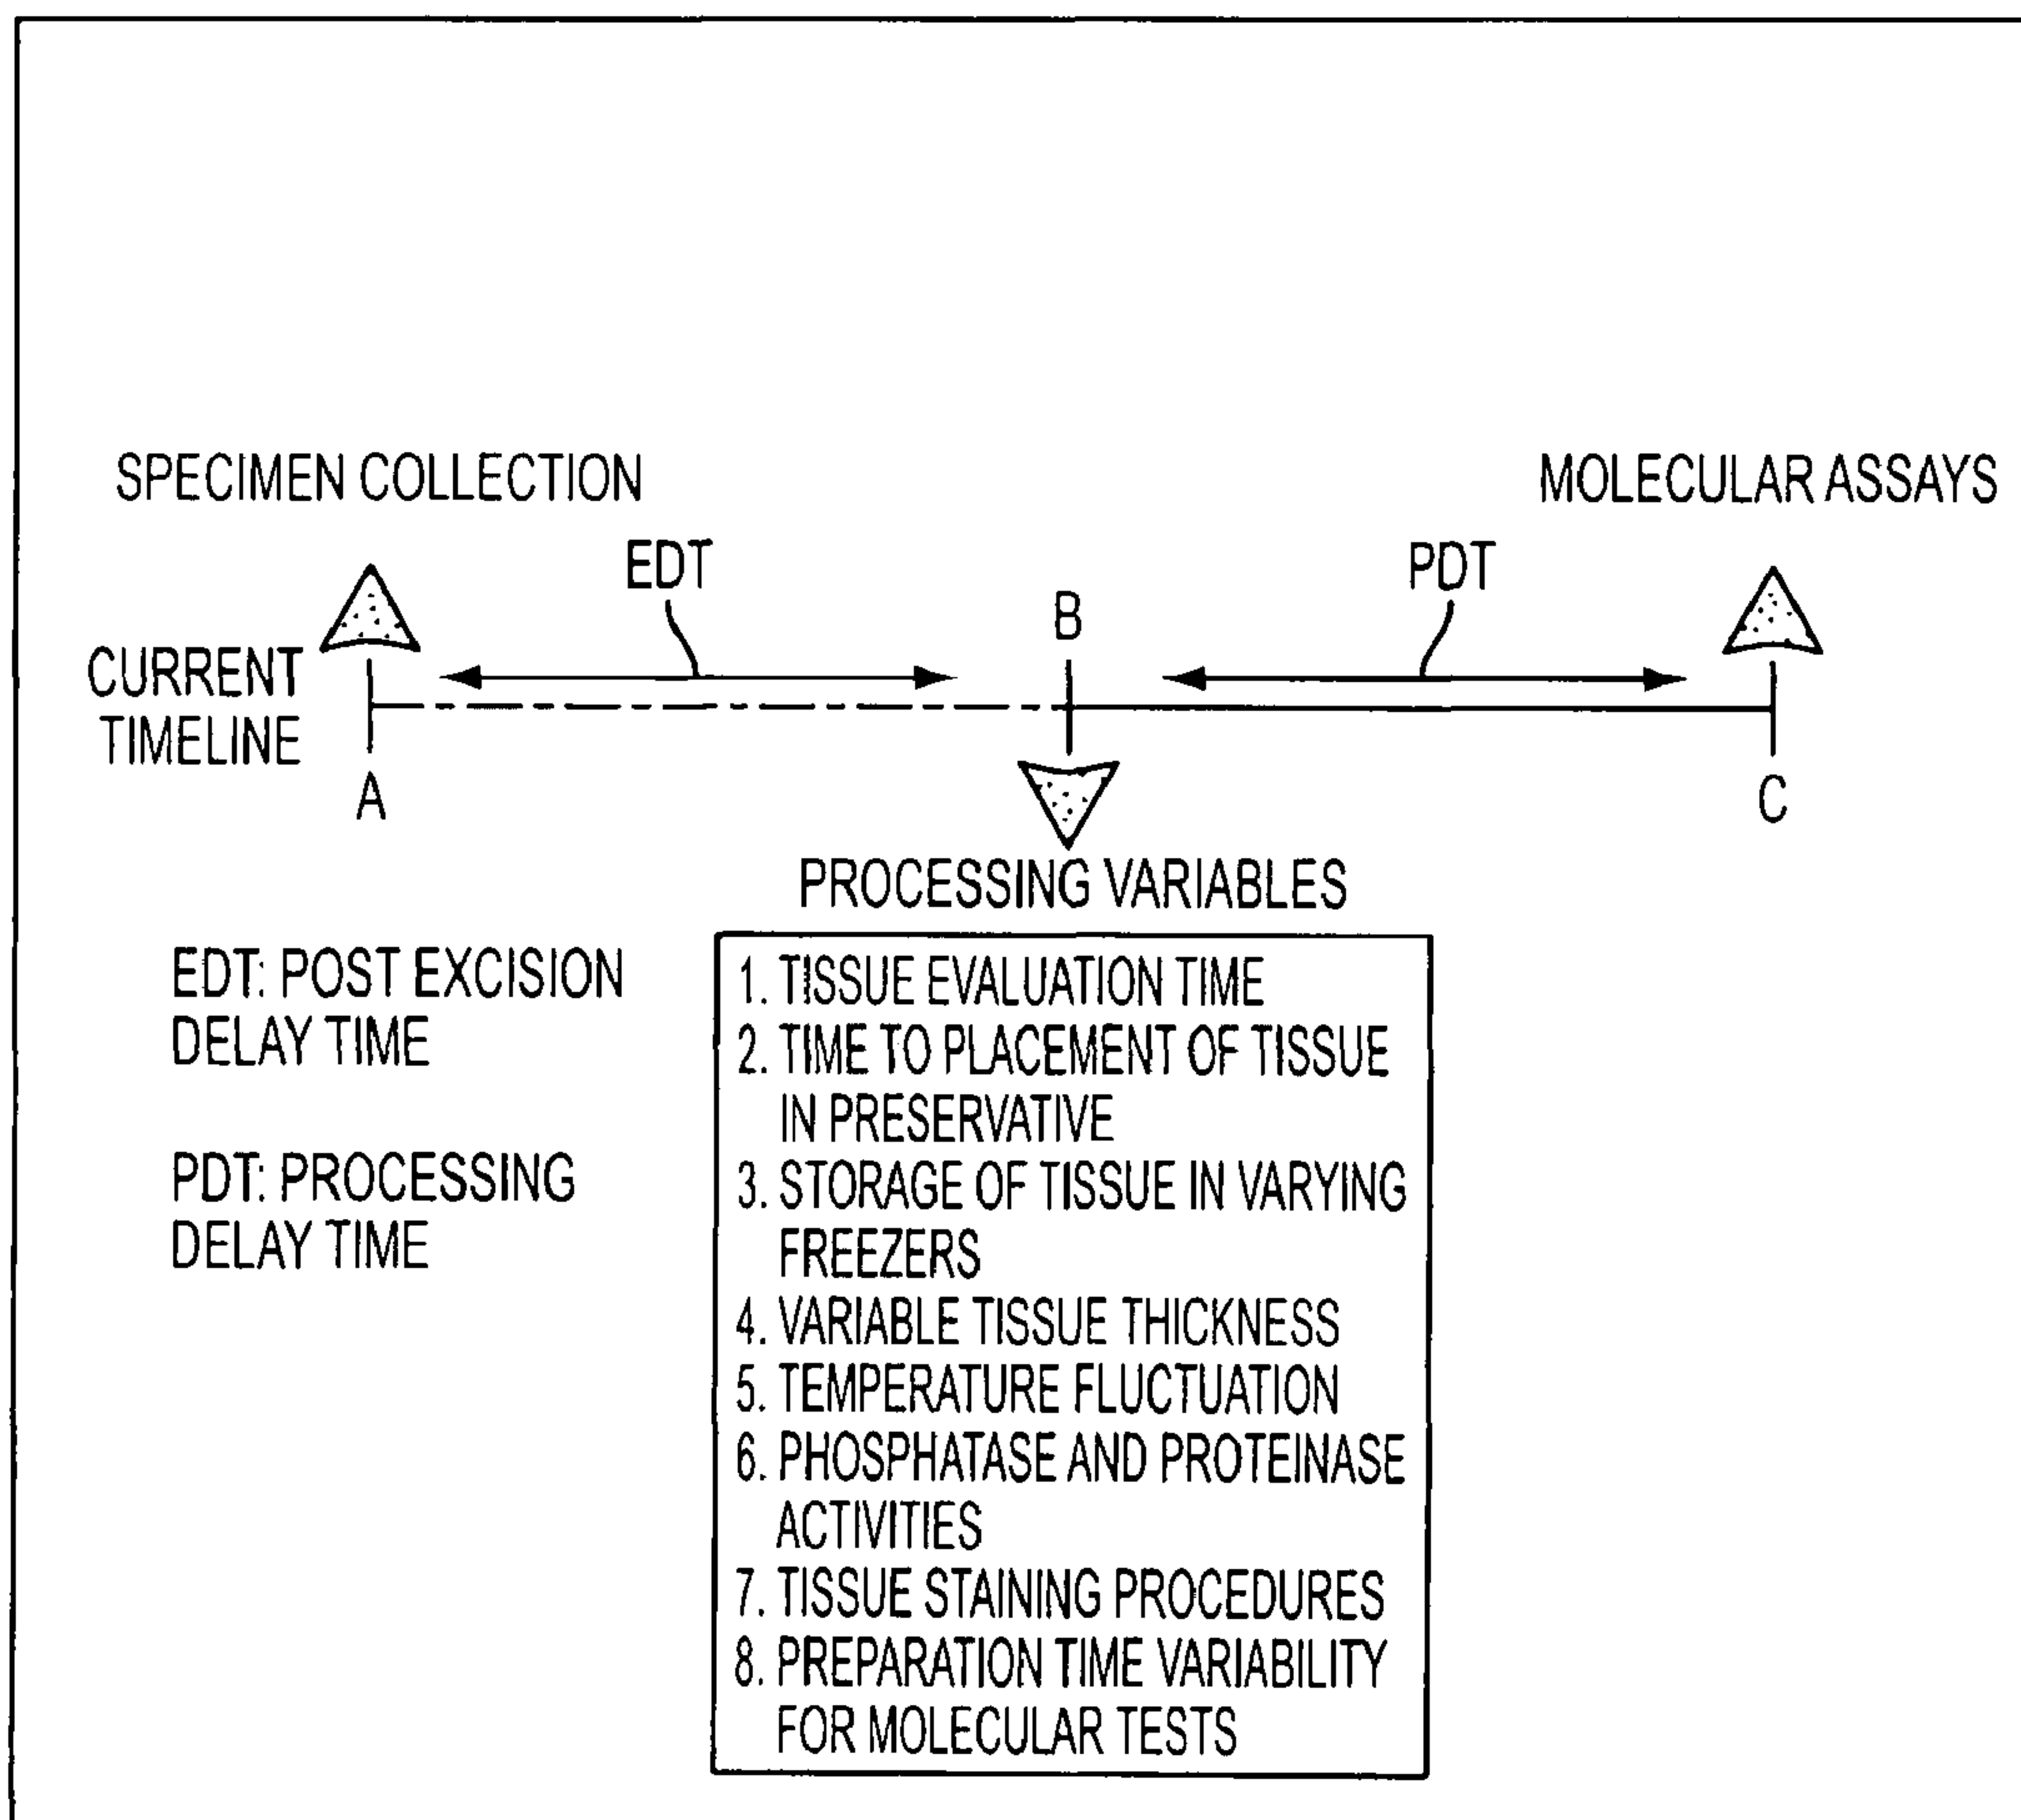 SPECIMEN COLLECTION
MOLECULAR ASSAYS
EDT
PDT
B
CURRENT
TIMELINE
A
C
PROCESSING VARIABLES
EDT: POST EXCISION
DELAY TIME
PDT: PROCESSING
DELAY TIME
1. TISSUE EVALUATION TIME
2. TIME TO PLACEMENT OF TISSUE
IN PRESERVATIVE
3. STORAGE OF TISSUE IN VARYING
FREEZERS
4. VARIABLE TISSUE THICKNESS
5. TEMPERATURE FLUCTUATION
6. PHOSPHATASE AND PROTEINASE
ACTIVITIES
7. TISSUE STAINING PROCEDURES
8. PREPARATION TIME VARIABILITY
FOR MOLECULAR TESTS